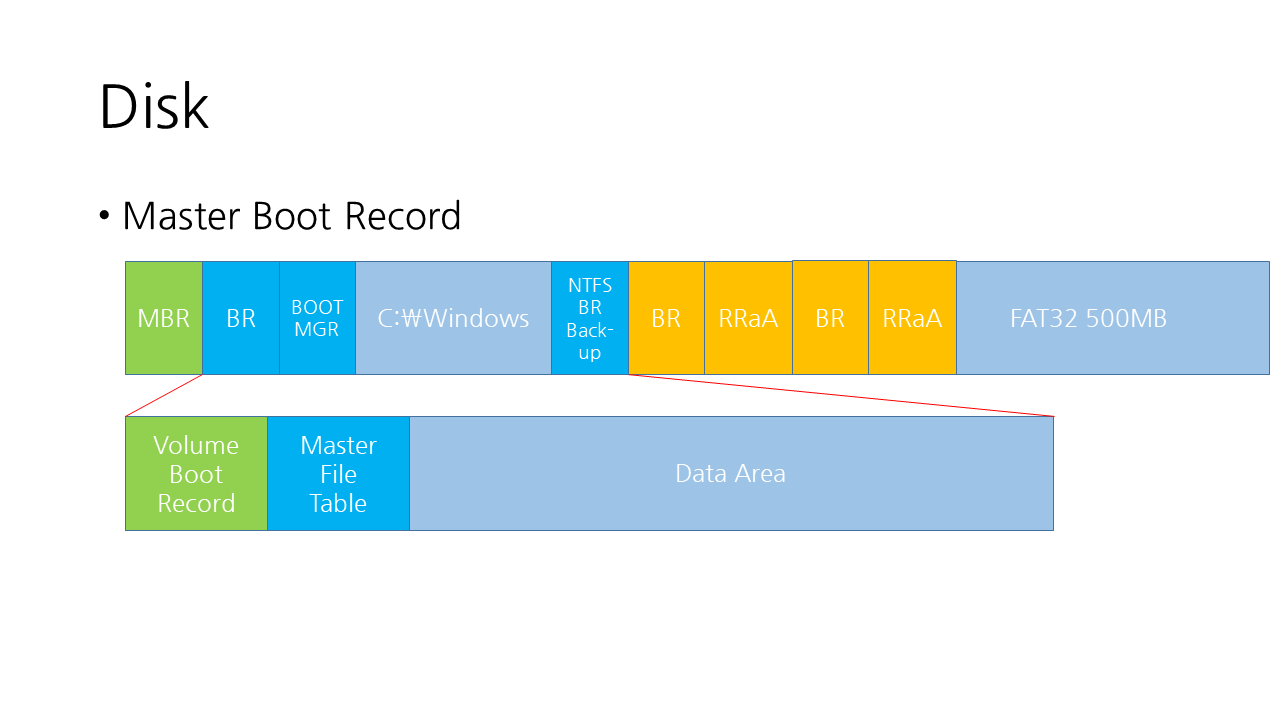 Disk
• Master Boot Record
MBR
BR
BOOT
MGR
C:₩Windows
NTFS
BR
Back-
up
BR
RRaA
BR
RRaA
FAT32 500MB
Volume
Boot
Record
Master
File
Table
Data Area